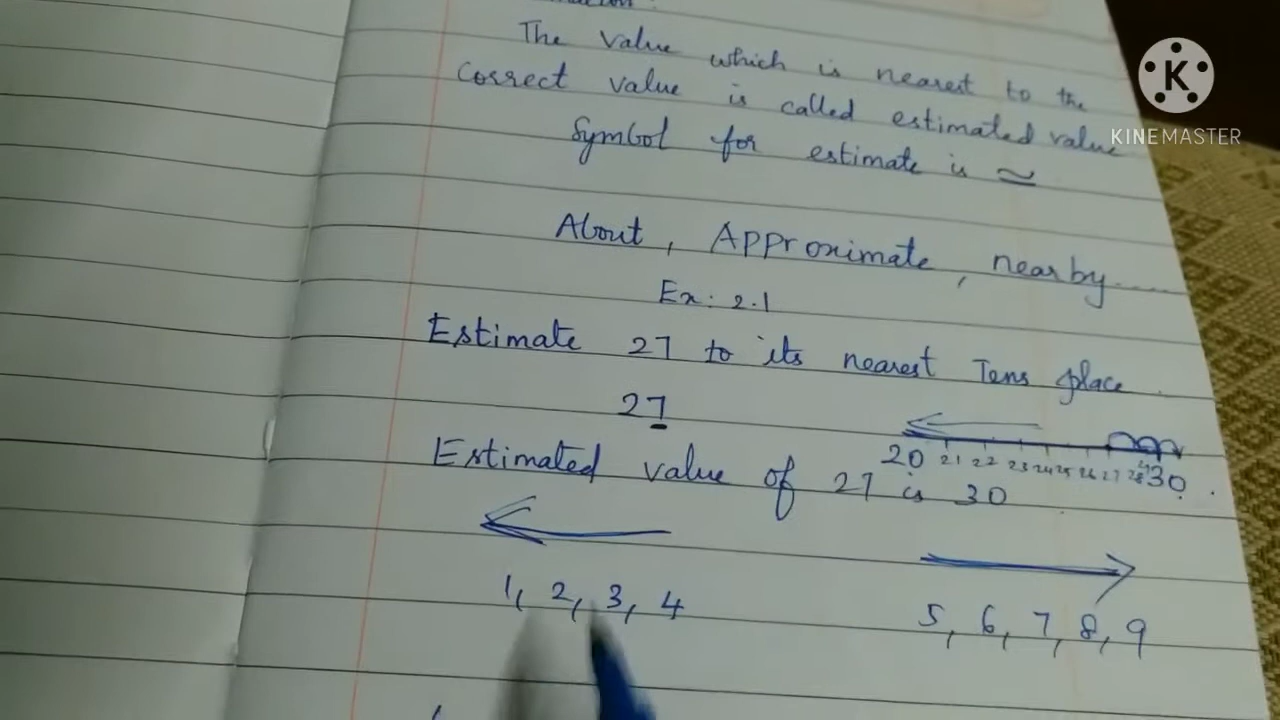 The value which is nearest to the
correct value is called estimated value
Symbol for estimate is ≃
About, Approximate, nearby.....
Ex: 2.1
Estimate 27 to its nearest Tens place.
27
20 21 22 23 24 25 26 27 28 29 30
Estimated value of 27 is 30.
1, 2, 3, 4
5, 6, 7, 8, 9
K
KINEMASTER